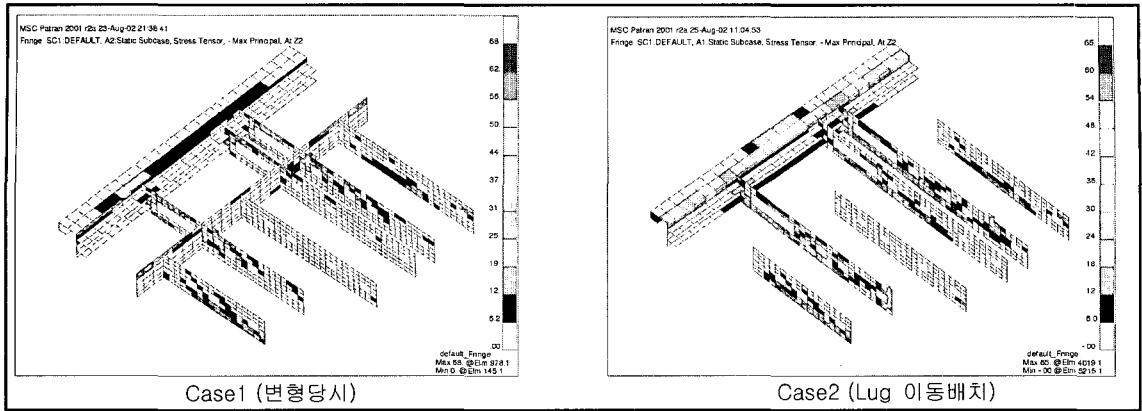 MSC Patran 2001 r2a 23-Aug-02 21:38:41
Fringe: SC1:DEFAULT, A2:Static Subcase, Stress Tensor, - Max Principal, At Z2
68
62
56
50
44
37
31
25
19
12
6.2
.00
default_Fringe
Max 68. @Elm 978.1
Min 0. @Elm 145.1
Case1 (변형당시)
MSC Patran 2001 r2a 25-Aug-02 11:04:53
Fringe: SC1:DEFAULT, A1:Static Subcase, Stress Tensor, - Max Principal, At Z2
65
60
54
48
42
36
30
24
18
12
6.0
-.00
default_Fringe
Max 65. @Elm 4019.1
Min -.00 @Elm 5215.1
Case2 (Lug 이동배치)